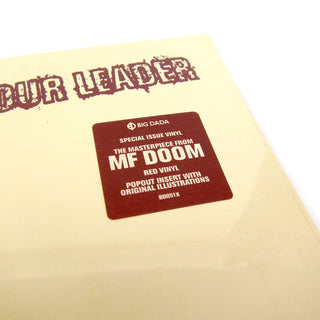 OUR LEADER
BIG DADA
SPECIAL ISSUE VINYL
THE MASTERPIECE FROM
MF DOOM
RED VINYL
POPOUT INSERT WITH
ORIGINAL ILLUSTRATIONS
BD051X